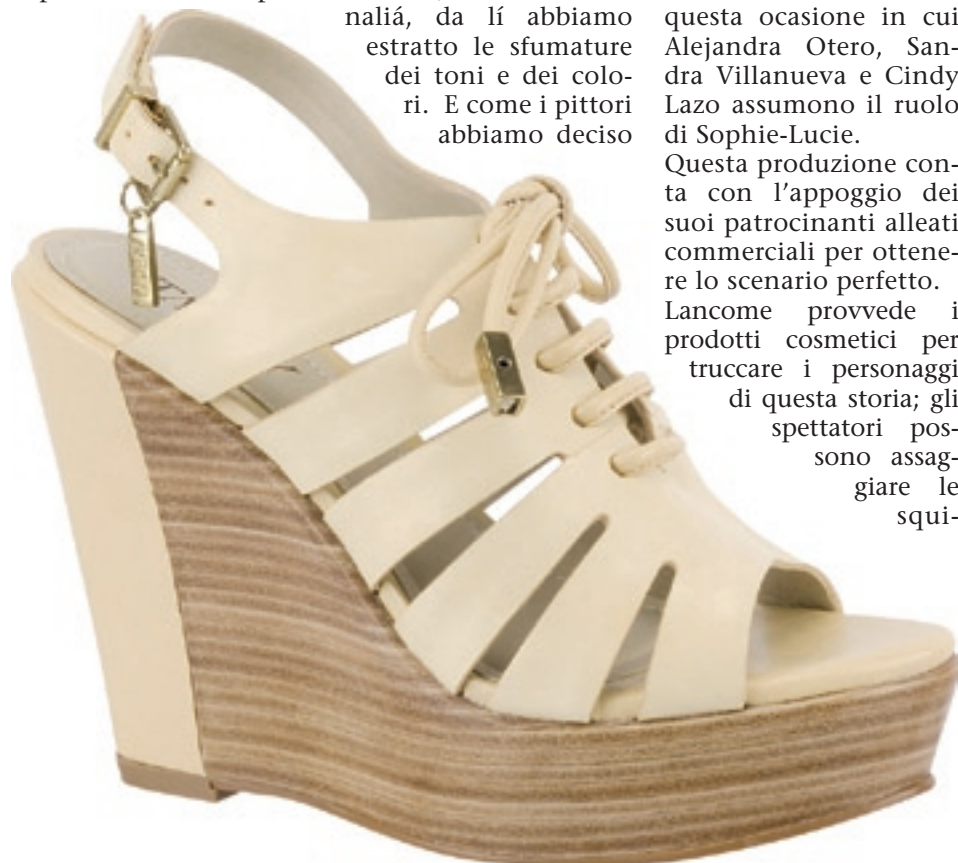 naliá, da lí abbiamo
estratto le sfumature
dei toni e dei colo-
ri. E come i pittori
abbiamo deciso
questa ocasione in cui
Alejandra Otero, San-
dra Villanueva e Cindy
Lazo assumono il ruolo
di Sophie-Lucie.
Questa produzione con-
ta con l'appoggio dei
suoi patrocinanti alleati
commerciali per ottene-
re lo scenario perfetto.
Lancome provvede i
prodotti cosmetici per
truccare i personaggi
di questa storia; gli
spettatori pos-
sono assag-
giare le
squi-